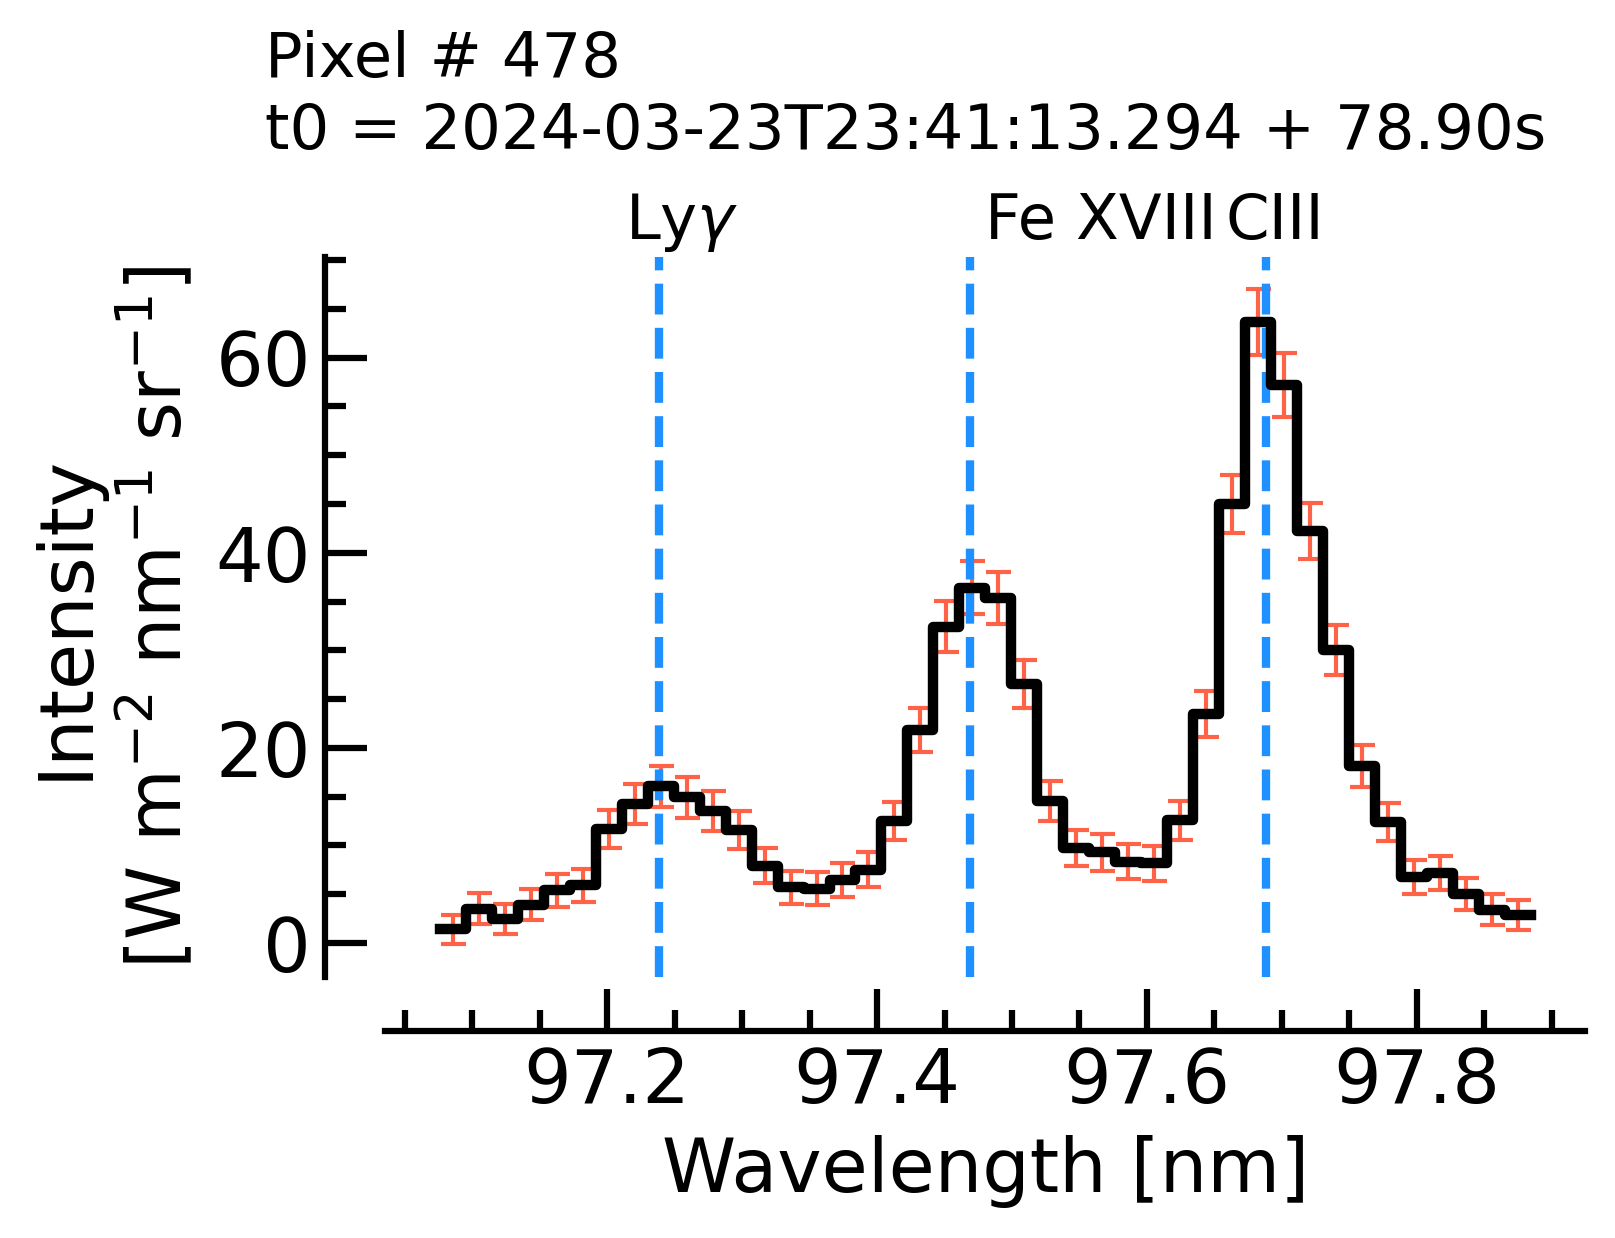 Pixel # 478
t0 = 2024-03-23T23:41:13.294 + 78.90s
Lyγ Fe XVIII CIII
Intensity
[W m⁻² nm⁻¹ sr⁻¹]
60
40
20
0
97.2 97.4 97.6 97.8
Wavelength [nm]